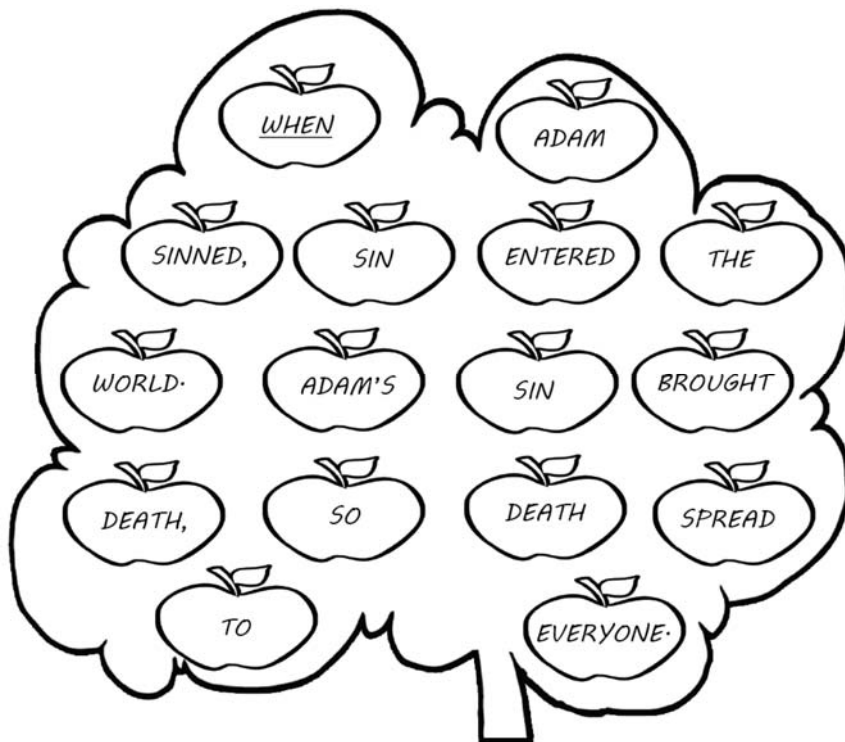 WHEN ADAM
SINNED, SIN ENTERED THE
WORLD. ADAM'S SIN BROUGHT
DEATH, SO DEATH SPREAD
TO EVERYONE.